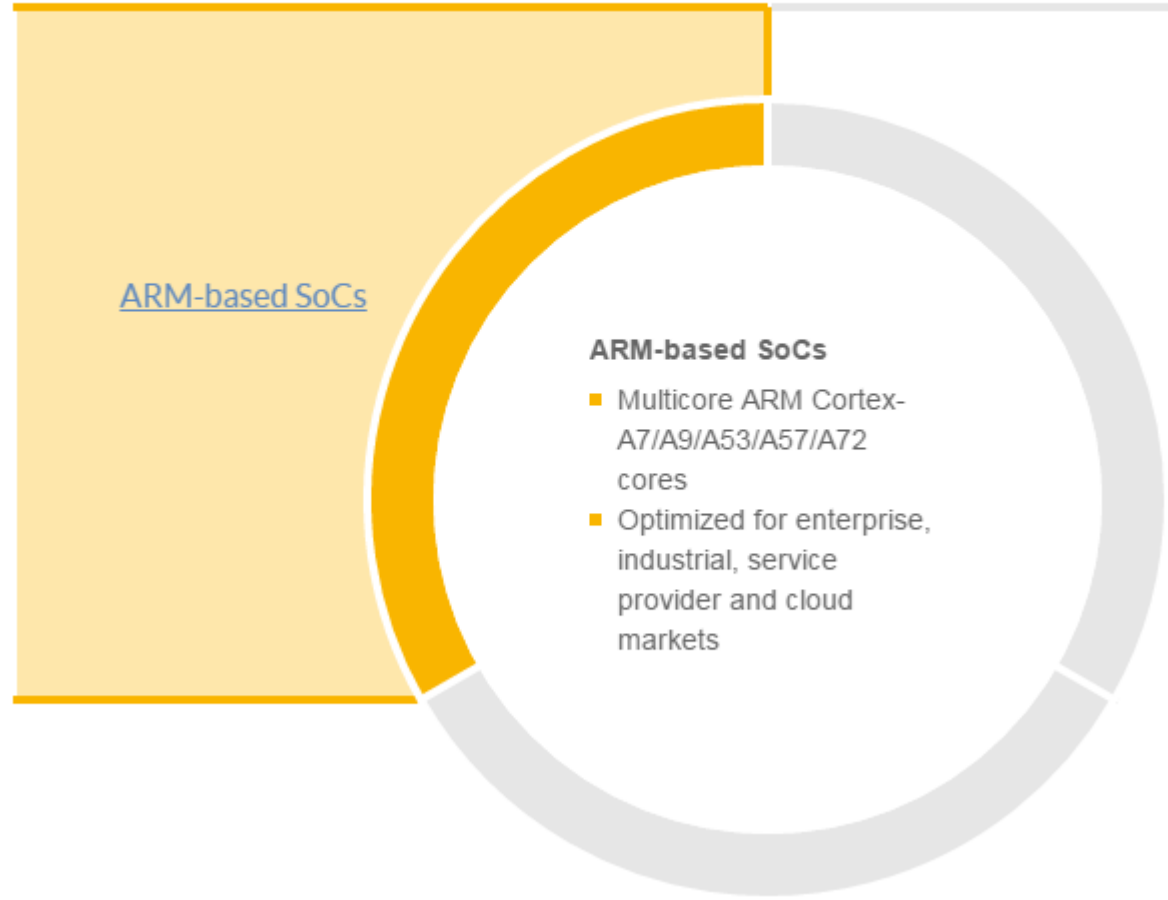 ARM-based SoCs
ARM-based SoCs
Multicore ARM Cortex-
A7/A9/A53/A57/A72
cores
Optimized for enterprise,
industrial, service
provider and cloud
markets